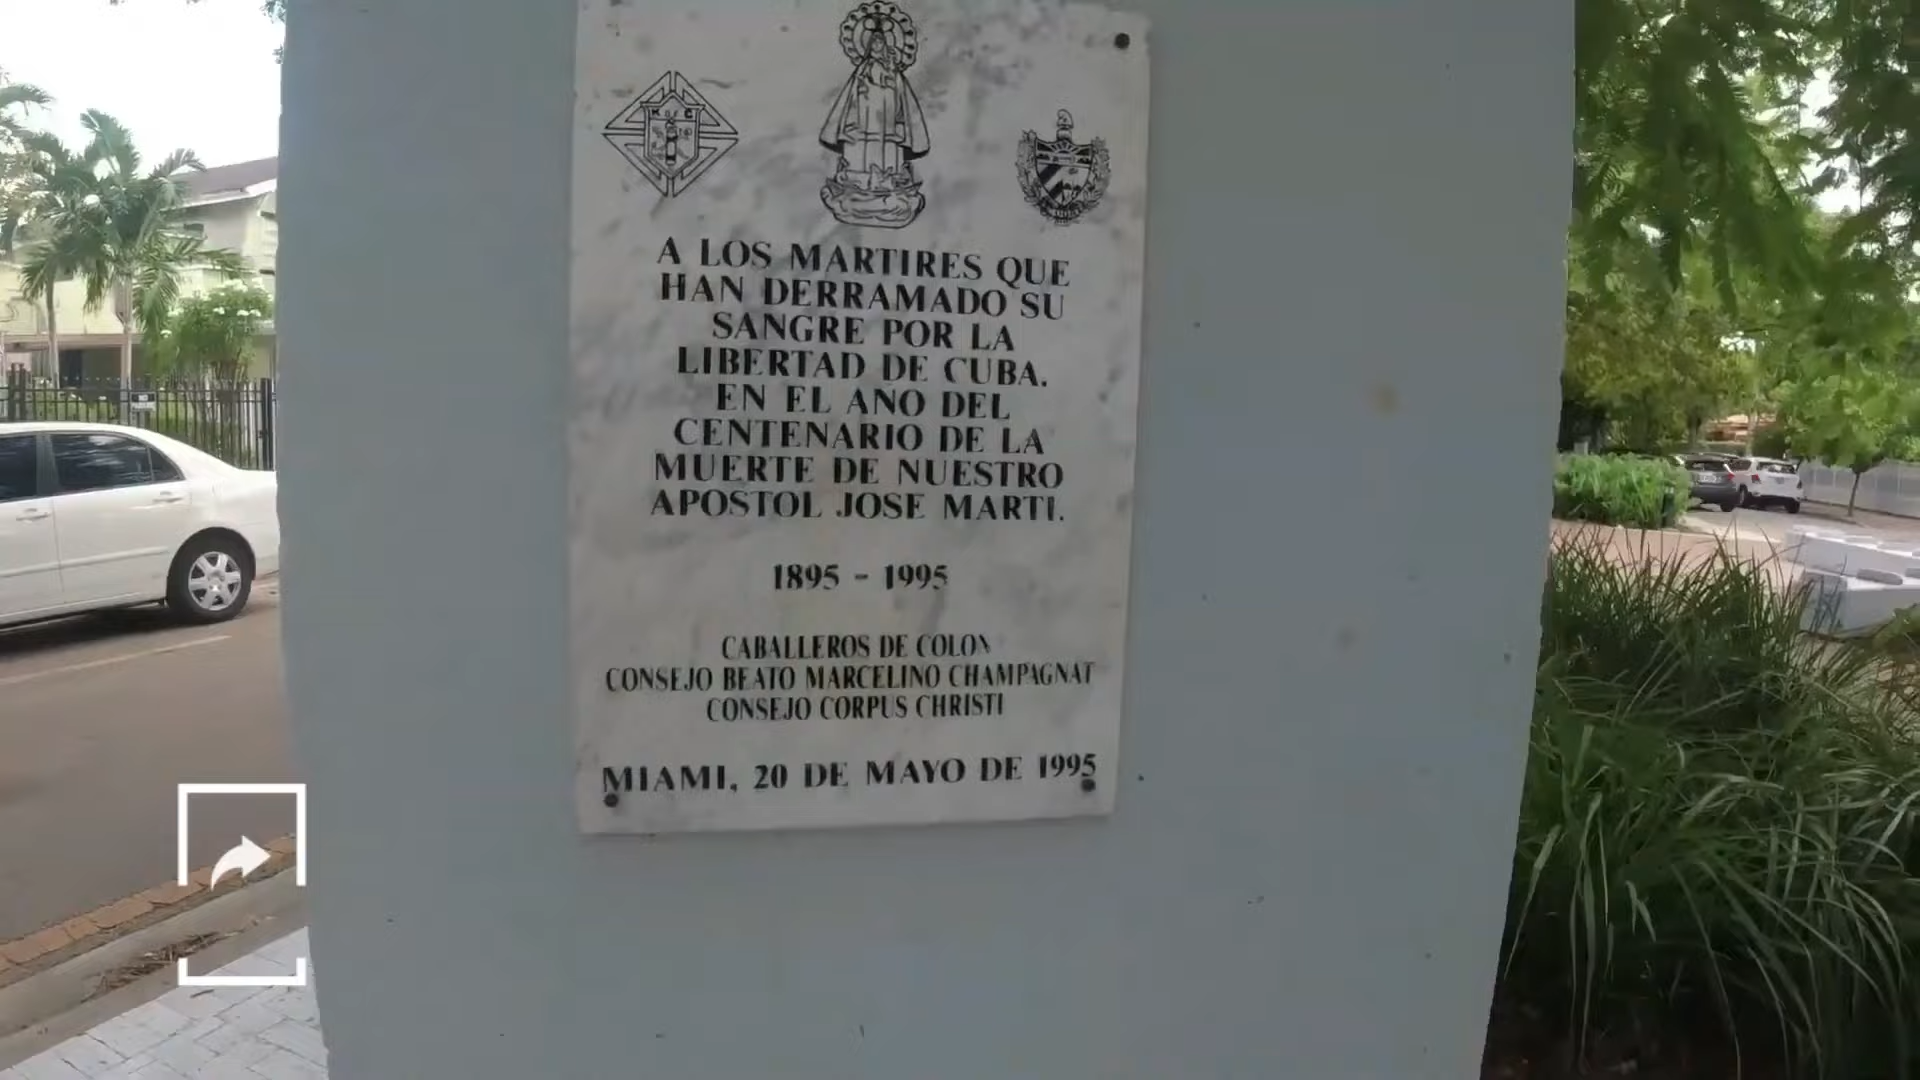 K OF C
A LOS MARTIRES QUE
HAN DERRAMADO SU
SANGRE POR LA
LIBERTAD DE CUBA.
EN EL AÑO DEL
CENTENARIO DE LA
MUERTE DE NUESTRO
APOSTOL JOSE MARTI.
1895 - 1995
CABALLEROS DE COLON
CONSEJO BEATO MARCELINO CHAMPAGNAT
CONSEJO CORPUS CHRISTI
MIAMI, 20 DE MAYO DE 1995